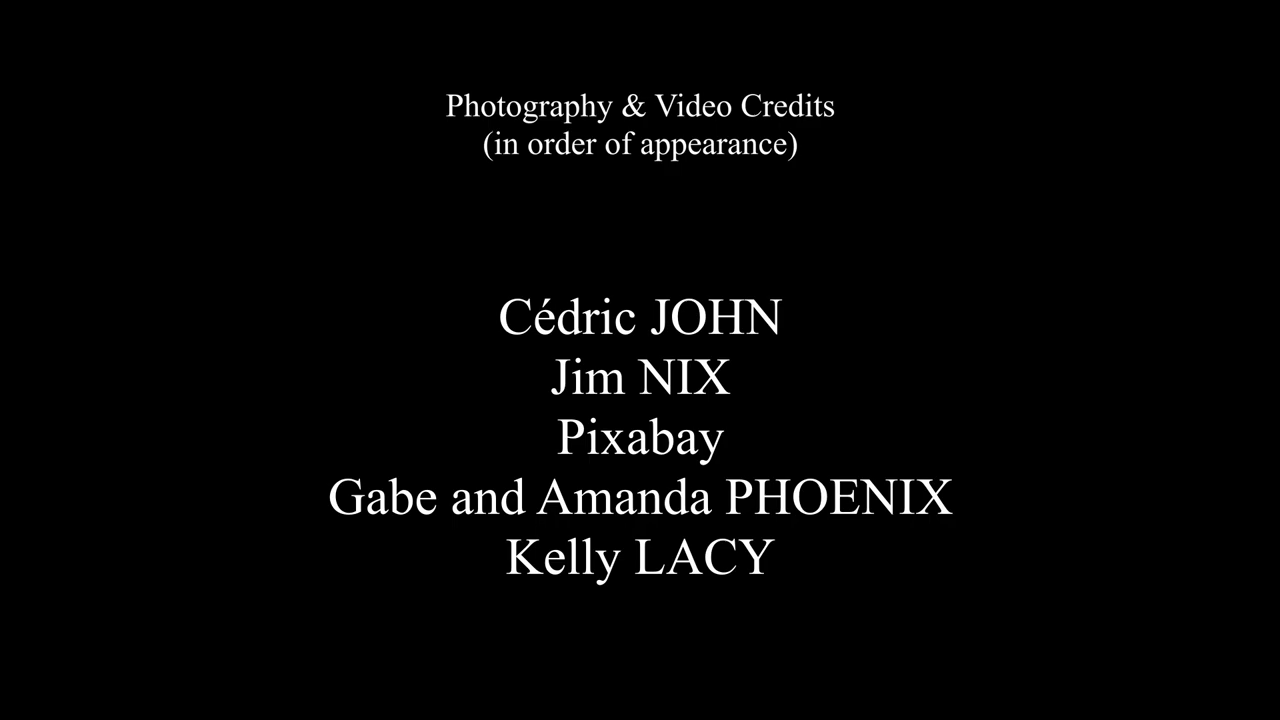 Photography & Video Credits
(in order of appearance)
Cédric JOHN
Jim NIX
Pixabay
Gabe and Amanda PHOENIX
Kelly LACY